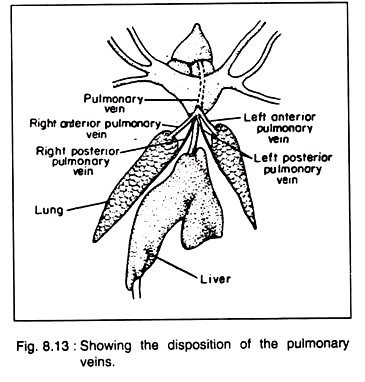 Pulmonary
vein
Right anterior pulmonary
vein
Right posterior
pulmonary
vein
Lung
Left anterior
pulmonary
vein
Left posterior
pulmonary
vein
Liver
Fig. 8.13 : Showing the disposition of the pulmonary
veins.